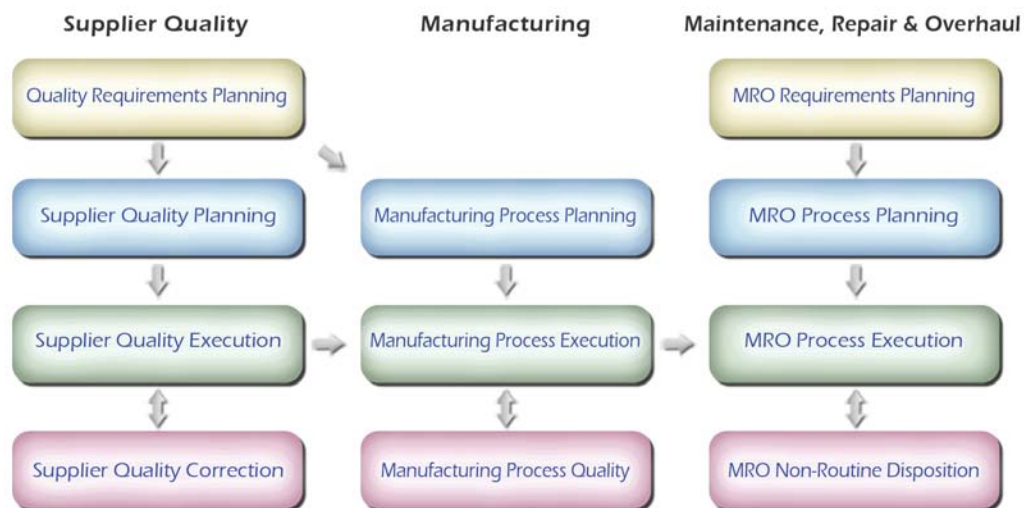 Supplier Quality
Manufacturing
Maintenance, Repair & Overhaul
Quality Requirements Planning
MRO Requirements Planning
Supplier Quality Planning
Manufacturing Process Planning
MRO Process Planning
Supplier Quality Execution
Manufacturing Process Execution
MRO Process Execution
Supplier Quality Correction
Manufacturing Process Quality
MRO Non-Routine Disposition